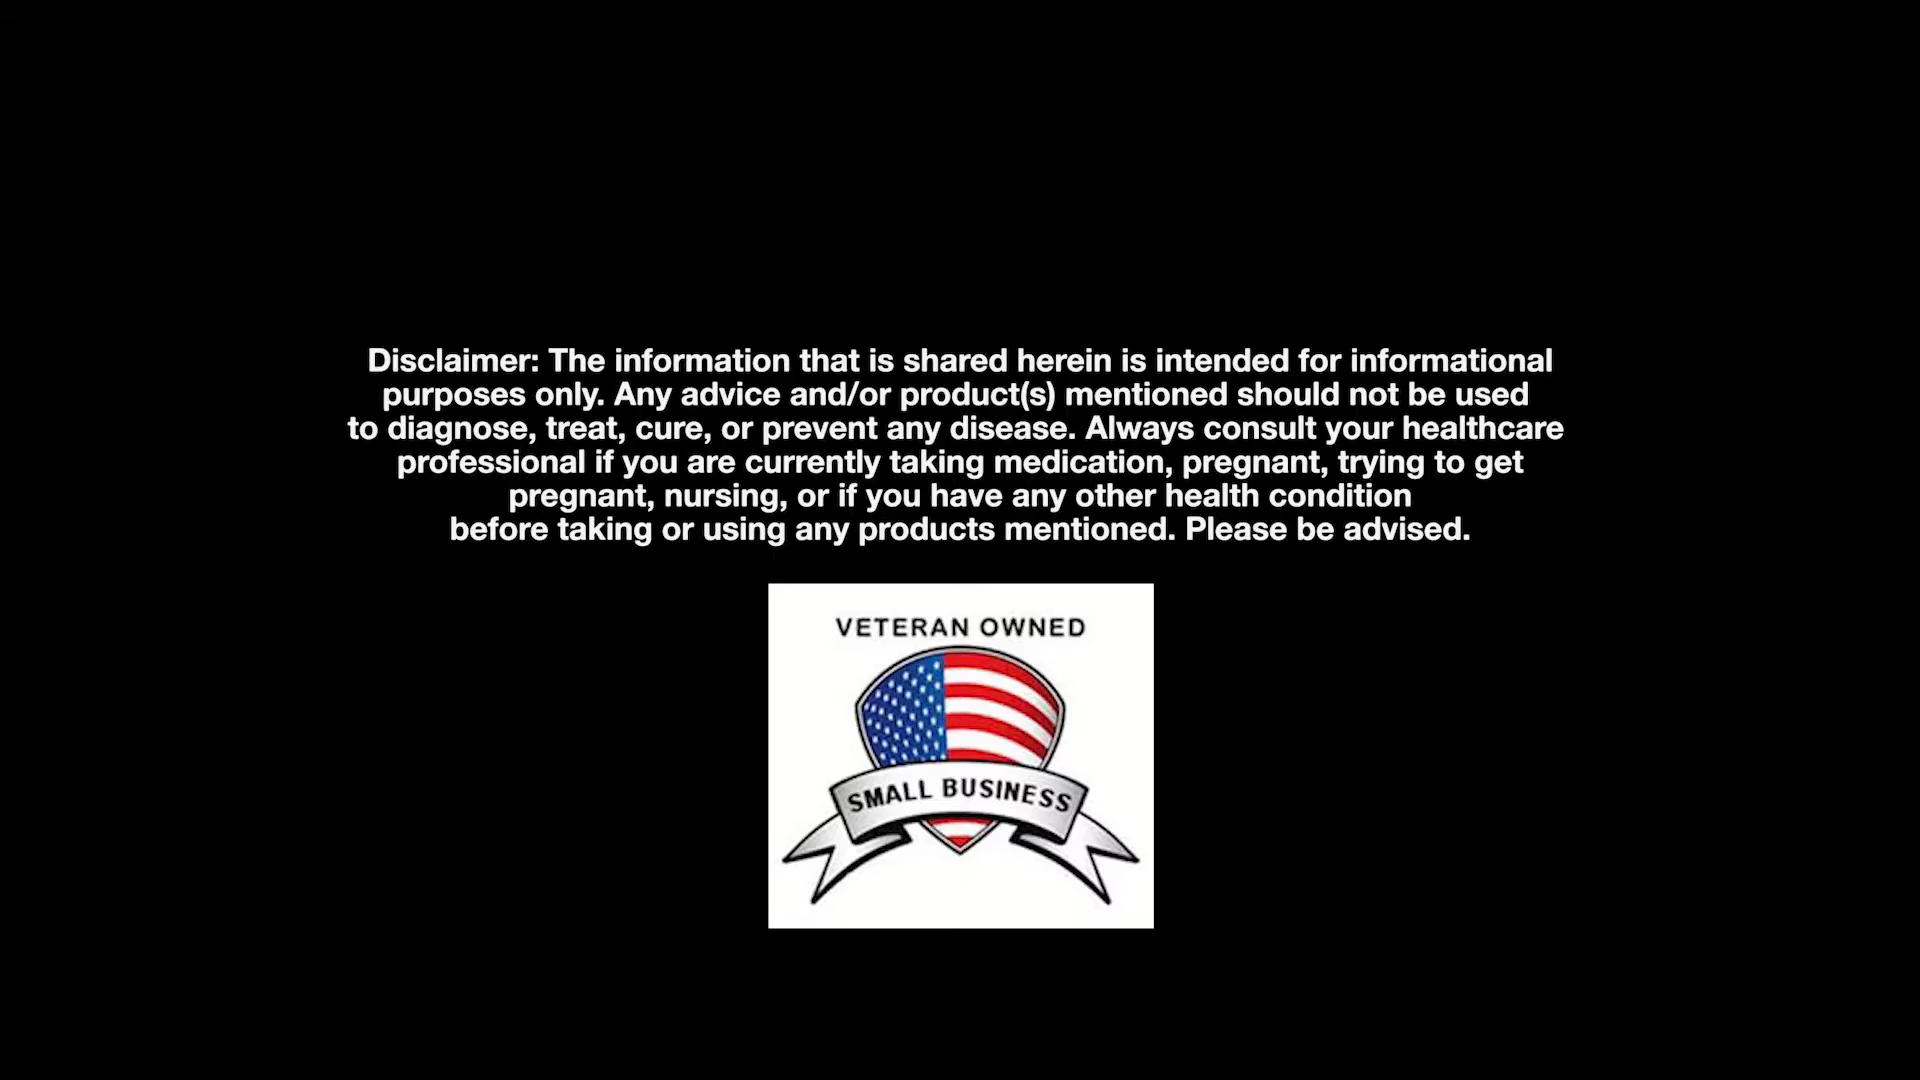 Disclaimer: The information that is shared herein is intended for informational
purposes only. Any advice and/or product(s) mentioned should not be used
to diagnose, treat, cure, or prevent any disease. Always consult your healthcare
professional if you are currently taking medication, pregnant, trying to get
pregnant, nursing, or if you have any other health condition
before taking or using any products mentioned. Please be advised.
VETERAN OWNED
SMALL BUSINESS